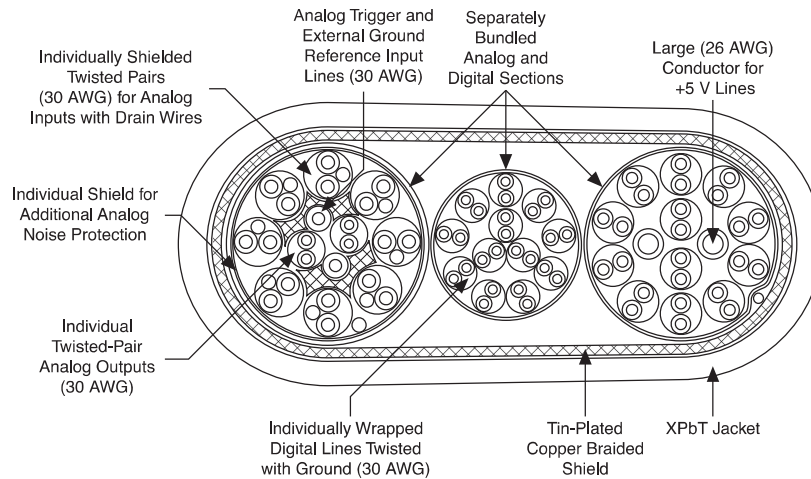 Analog Trigger and
External Ground
Reference Input
Lines (30 AWG)
Separately
Bundled
Analog and
Digital Sections
Large (26 AWG)
Conductor for
+5 V Lines
Individually Shielded
Twisted Pairs
(30 AWG) for Analog
Inputs with Drain Wires
Individual Shield for
Additional Analog
Noise Protection
Individual
Twisted-Pair
Analog Outputs
(30 AWG)
Individually Wrapped
Digital Lines Twisted
with Ground (30 AWG)
Tin-Plated
Copper Braided
Shield
XPbT Jacket